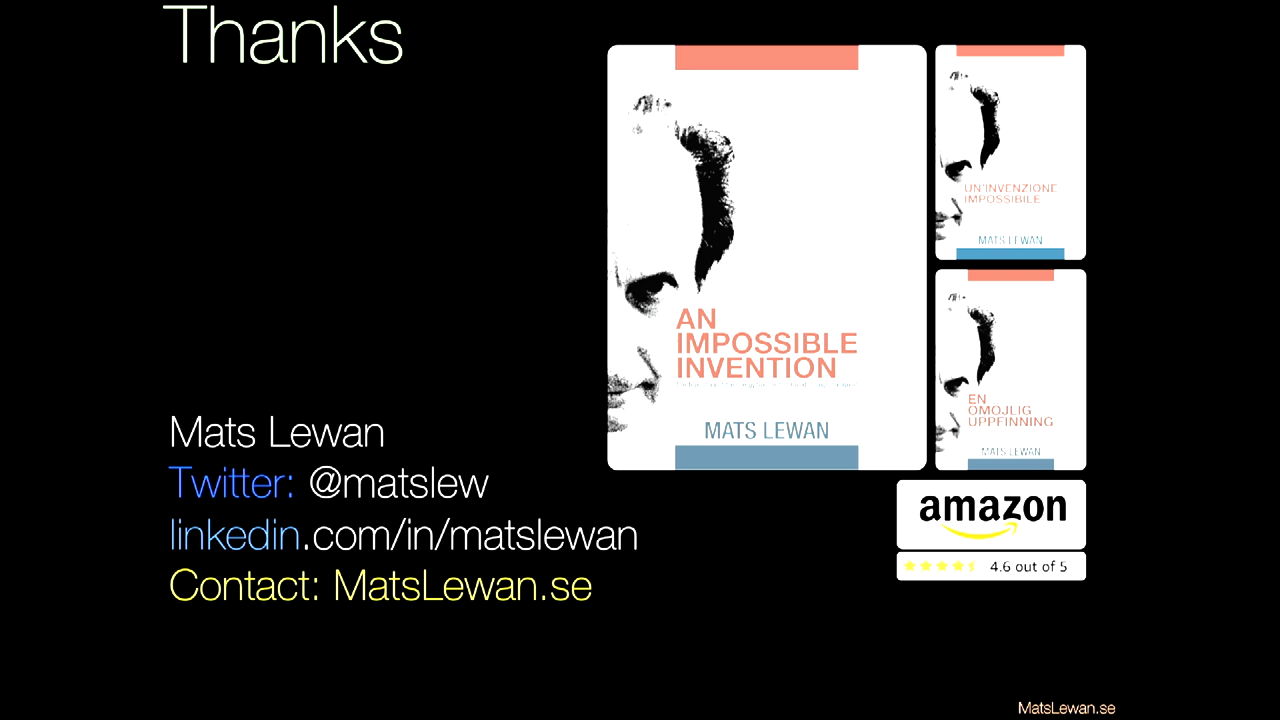 Thanks
AN
IMPOSSIBLE
INVENTION
MATS LEWAN
UN'INVENZIONE
IMPOSSIBILE
MATS LEWAN
EN
OMOJLIG
UPPFINNING
MATS LEWAN
amazon
4.6 out of 5
Mats Lewan
Twitter: @matslew
linkedin.com/in/matslewan
Contact: MatsLewan.se
MatsLewan.se